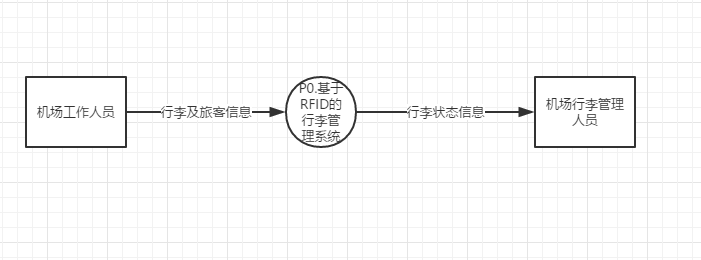 机场工作人员
行李及旅客信息
P0.基于
RFID的
行李管
理系统
行李状态信息
机场行李管理
人员